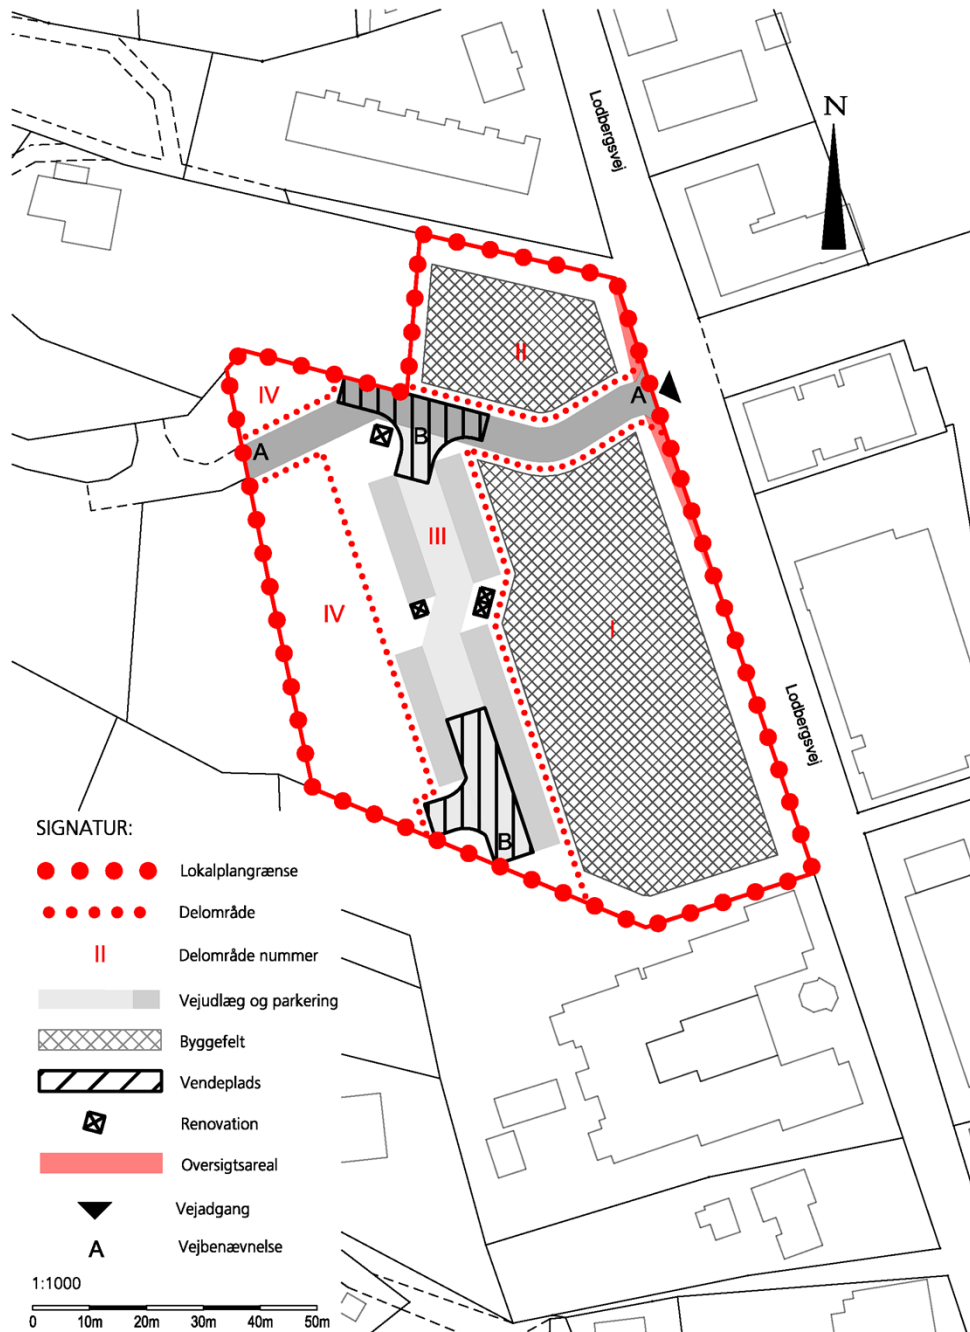 Lodbergsvej
N
II
A
IV
B
A
III
IV
I
Lodbergsvej
B
SIGNATUR:
Lokalplangrænse
Delområde
II Delområde nummer
Vejudlæg og parkering
Byggefelt
Vendeplads
Renovation
Oversigtsareal
Vejadgang
A Vejbenævnelse
1:1000
0 10m 20m 30m 40m 50m